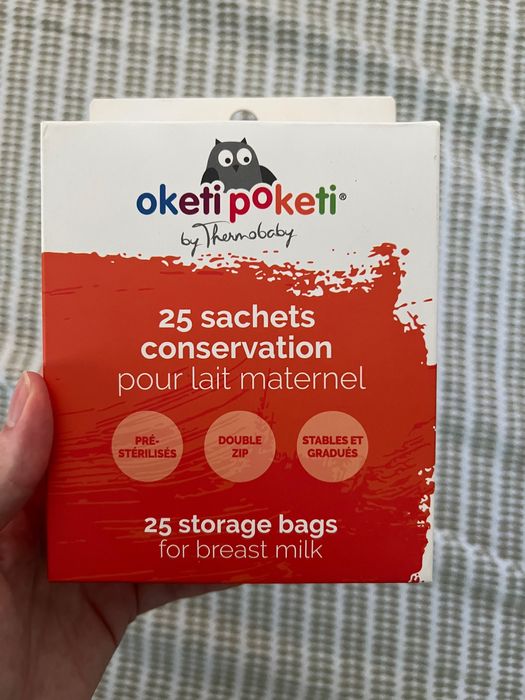 oketi poketi®
by Thermobaby
25 sachets
conservation
pour lait maternel
PRÉ-
STÉRILISÉS
DOUBLE
ZIP
STABLES ET
GRADUÉS
25 storage bags
for breast milk